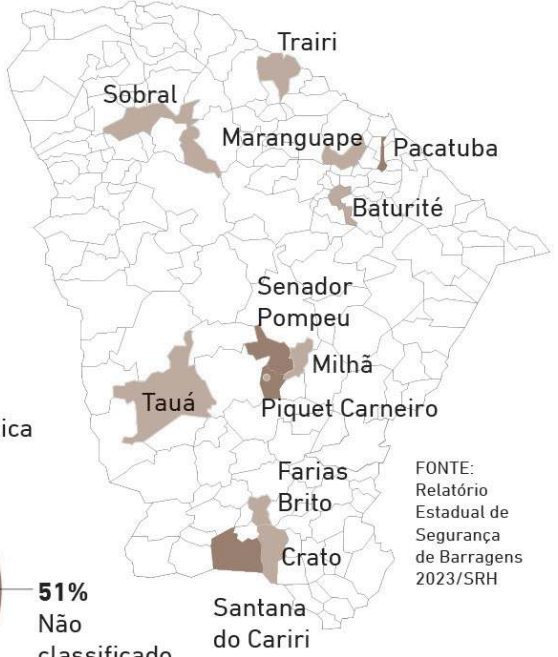 Trairi
Sobral
Maranguape
Pacatuba
Baturité
Senador
Pompeu
Milhã
Tauá
Piquet Carneiro
ica
Farias
Brito
Crato
Santana
do Cariri
FONTE:
Relatório
Estadual de
Segurança
de Barragens
2023/SRH
51%
Não
classificado